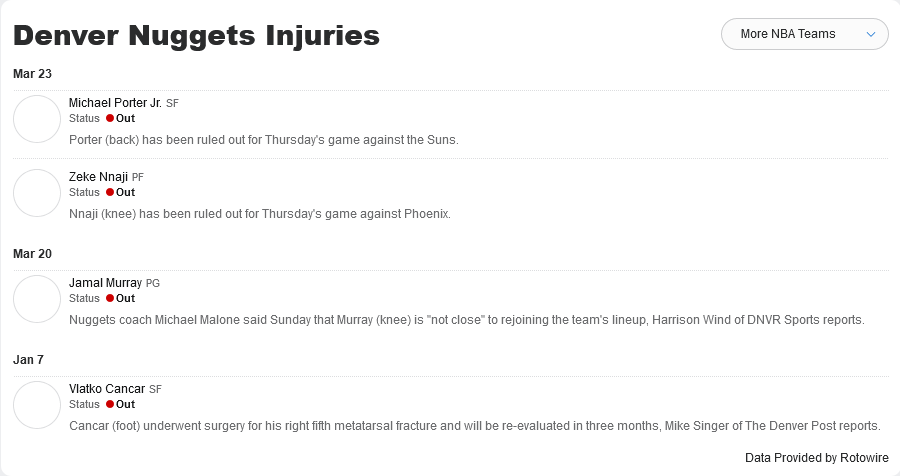 Denver Nuggets Injuries
More NBA Teams
Mar 23
Michael Porter Jr. SF
Status Out
Porter (back) has been ruled out for Thursday's game against the Suns.
Zeke Nnaji PF
Status Out
Nnaji (knee) has been ruled out for Thursday's game against Phoenix.
Mar 20
Jamal Murray PG
Status Out
Nuggets coach Michael Malone said Sunday that Murray (knee) is "not close" to rejoining the team's lineup, Harrison Wind of DNVR Sports reports.
Jan 7
Vlatko Cancar SF
Status Out
Cancar (foot) underwent surgery for his right fifth metatarsal fracture and will be re-evaluated in three months, Mike Singer of The Denver Post reports.
Data Provided by Rotowire